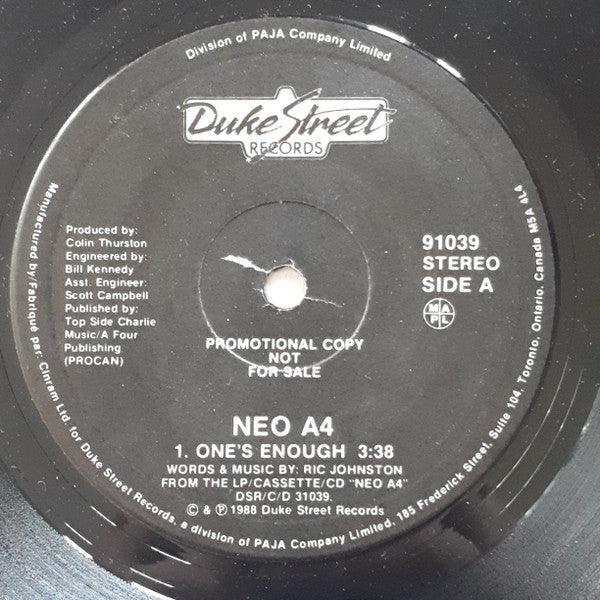 Division of PAJA Company Limited
Duke Street
RECORDS
Produced by:
Colin Thurston
Engineered by:
Bill Kennedy
Asst. Engineer:
Scott Campbell
Published by:
Top Side Charlie
Music/A Four
Publishing
(PROCAN)
91039
STEREO
SIDE A
M A
P L
PROMOTIONAL COPY
NOT
FOR SALE
NEO A4
1. ONE'S ENOUGH 3:38
WORDS & MUSIC BY: RIC JOHNSTON
FROM THE LP/CASSETTE/CD "NEO A4"
DSR/C/D 31039.
© & ℗ 1988 Duke Street Records
Manufactured by/Fabriqué par: Cinram Ltd. for Duke Street Records, a division of PAJA Company Limited, 185 Frederick Street, Suite 104, Toronto, Ontario, Canada M5A 4L4